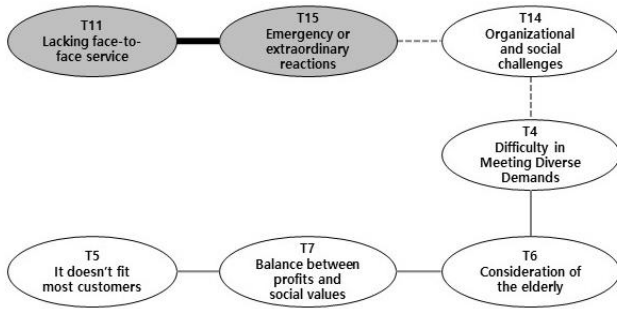 T11
Lacking face-to-
face service
T15
Emergency or
extraordinary
reactions
T14
Organizational
and social
challenges
T4
Difficulty in
Meeting Diverse
Demands
T5
It doesn't fit
most customers
T7
Balance between
profits and
social values
T6
Consideration of
the elderly